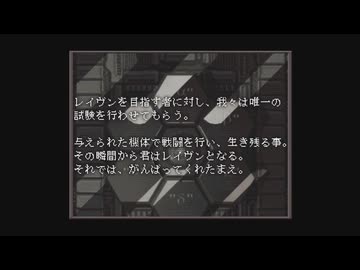 レイヴンを目指す者に対し、我々は唯一の
試験を行わせてもらう。
与えられた機体で戦闘を行い、生き残る事。
その瞬間から君はレイヴンとなる。
それでは、がんばってくれたまえ。